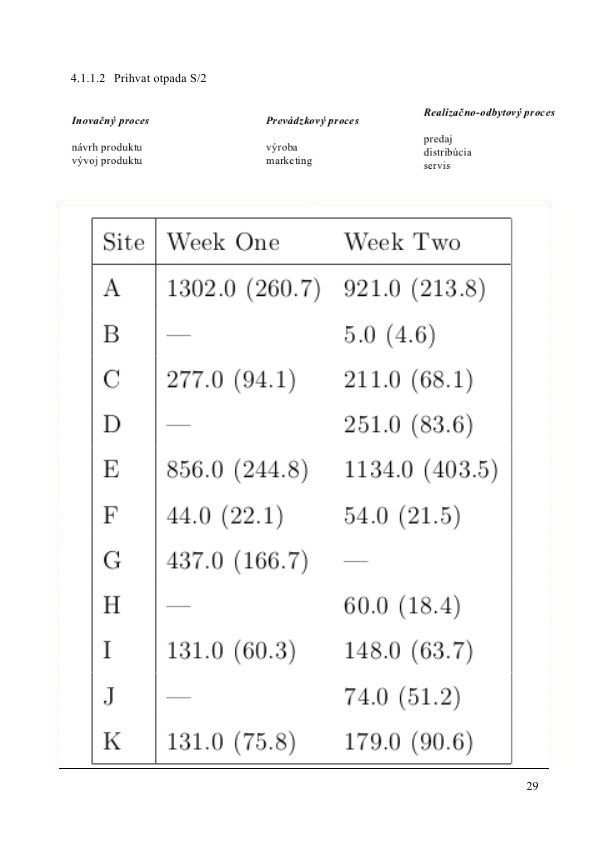 4.1.1.2 Prihvat otpada S/2
Inovačný proces
návrh produktu
vývoj produktu
Prevádzkový proces
výroba
marketing
Realizačno-odbytový proces
predaj
distribúcia
servis
Site Week One Week Two
A 1302.0 (260.7) 921.0 (213.8)
B — 5.0 (4.6)
C 277.0 (94.1) 211.0 (68.1)
D — 251.0 (83.6)
E 856.0 (244.8) 1134.0 (403.5)
F 44.0 (22.1) 54.0 (21.5)
G 437.0 (166.7) —
H — 60.0 (18.4)
I 131.0 (60.3) 148.0 (63.7)
J — 74.0 (51.2)
K 131.0 (75.8) 179.0 (90.6)
29